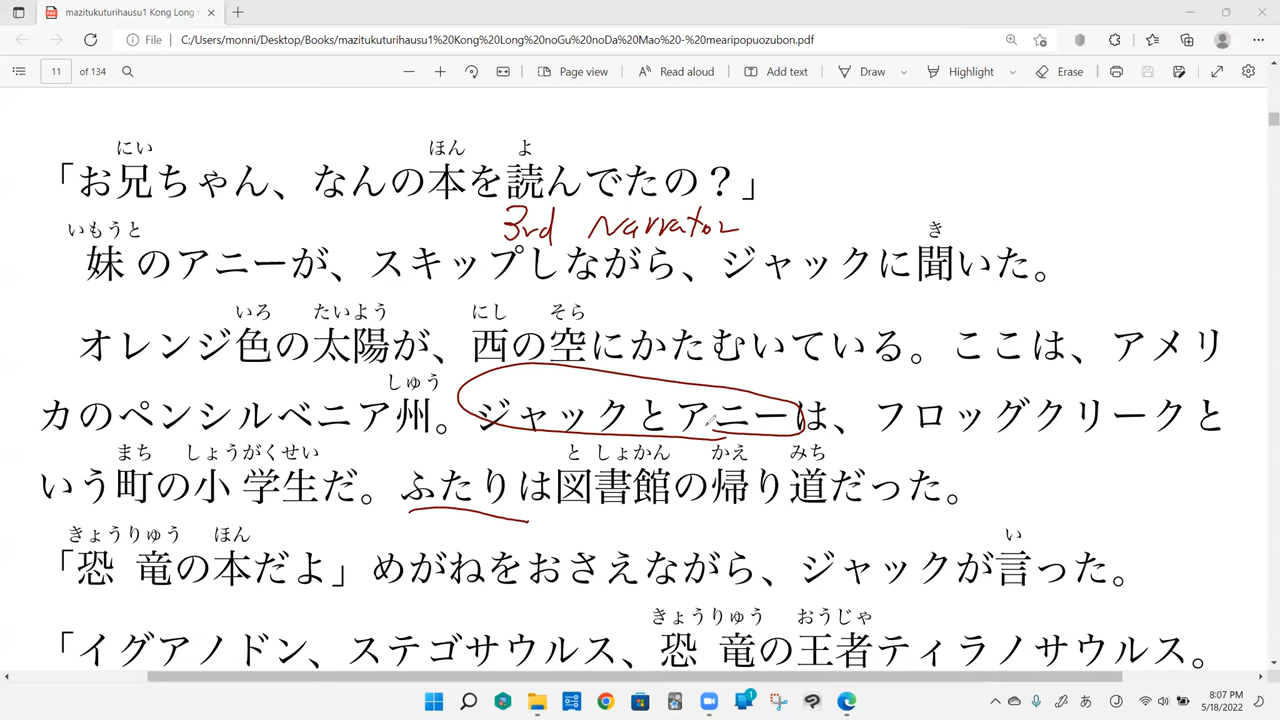 mazitukuturihausu1 Kong Long
File
C:/Users/monni/Desktop/Books/mazitukuturihausu1%20Kong%20Long%20noGu%20noDa%20Mao%20-%20mearipopuozubon.pdf
11 of 134
Page view
Read aloud
Add text
Draw
Highlight
Erase
にい ほん よ
「お兄ちゃん、なんの本を読んでたの？」
3rd Narrator
いもうと き
妹のアニーが、スキップしながら、ジャックに聞いた。
いろ たいよう にし そら
オレンジ色の太陽が、西の空にかたむいている。ここは、アメリ
しゅう
カのペンシルベニア州。ジャックとアニーは、フロッグクリークと
まち しょうがくせい としょかん かえ みち
いう町の小学生だ。ふたりは図書館の帰り道だった。
きょうりゅう ほん い
「恐竜の本だよ」めがねをおさえながら、ジャックが言った。
きょうりゅう おうじゃ
「イグアノドン、ステゴサウルス、恐竜の王者ティラノサウルス。
8:07 PM
5/18/2022